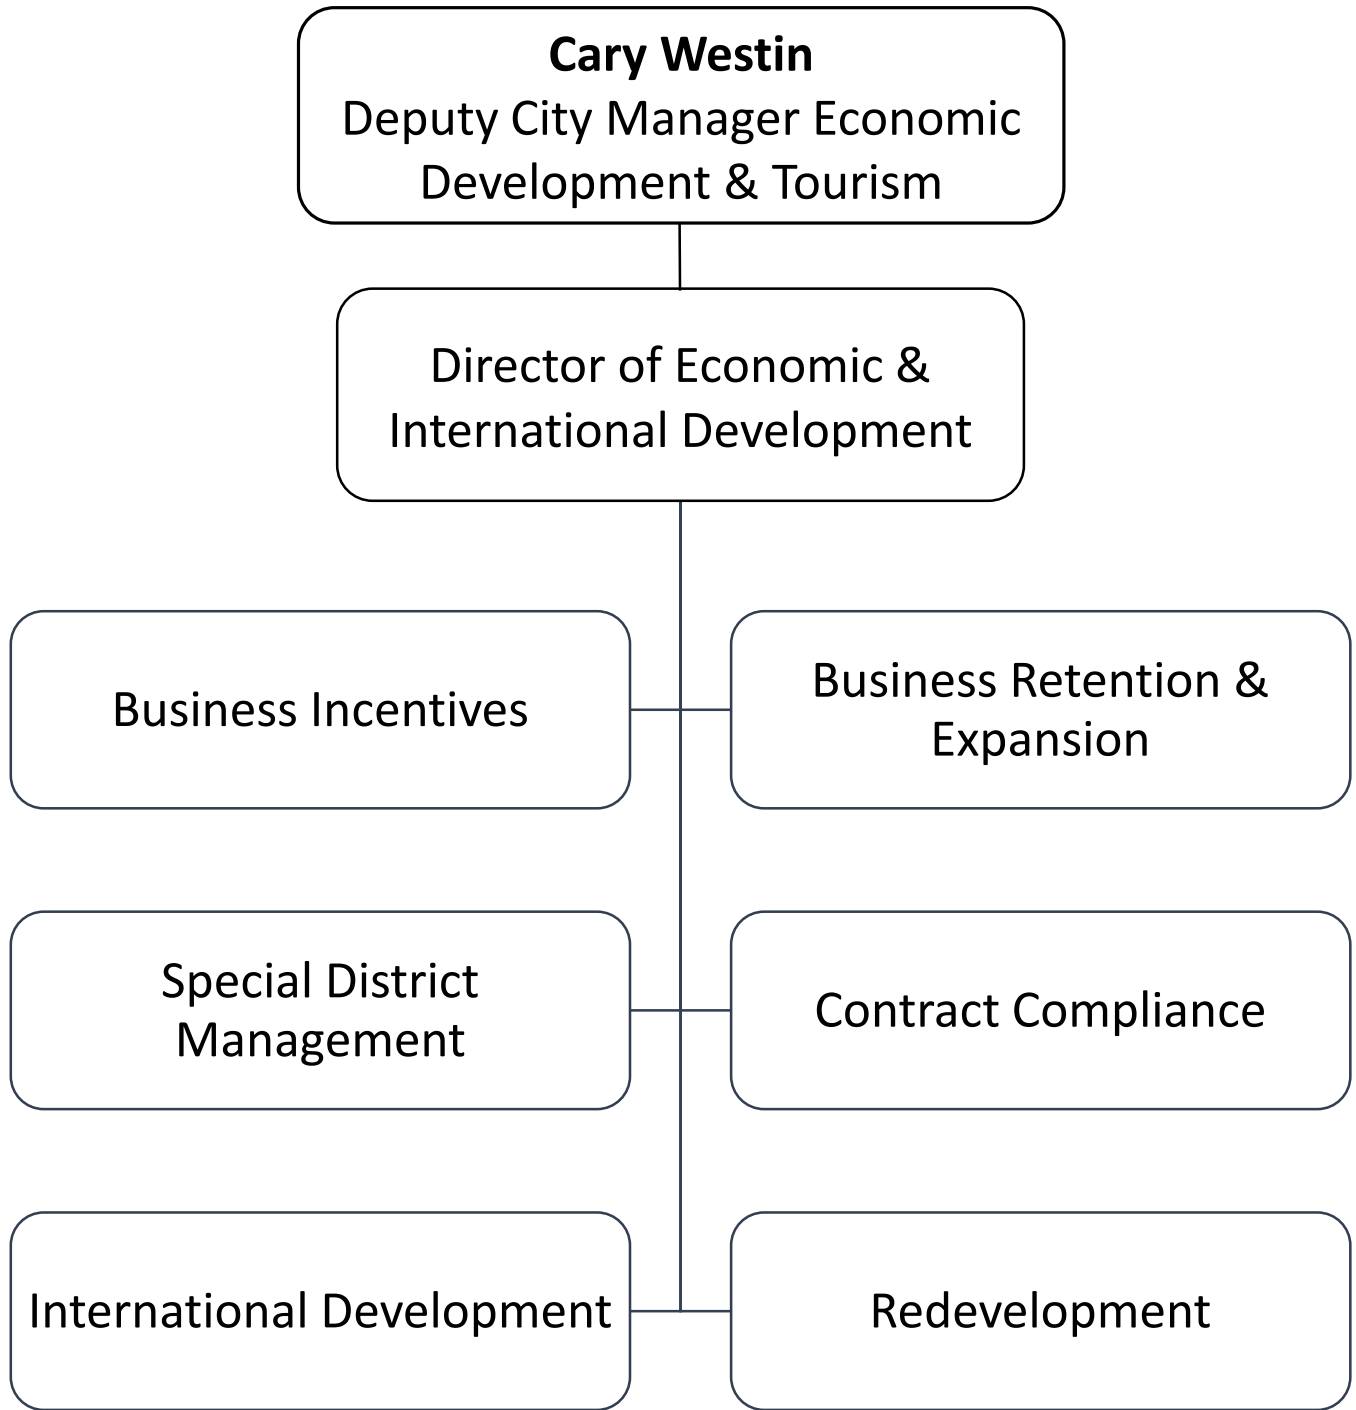 Cary Westin
Deputy City Manager Economic
Development & Tourism
Director of Economic &
International Development
Business Incentives
Business Retention &
Expansion
Special District
Management
Contract Compliance
International Development
Redevelopment